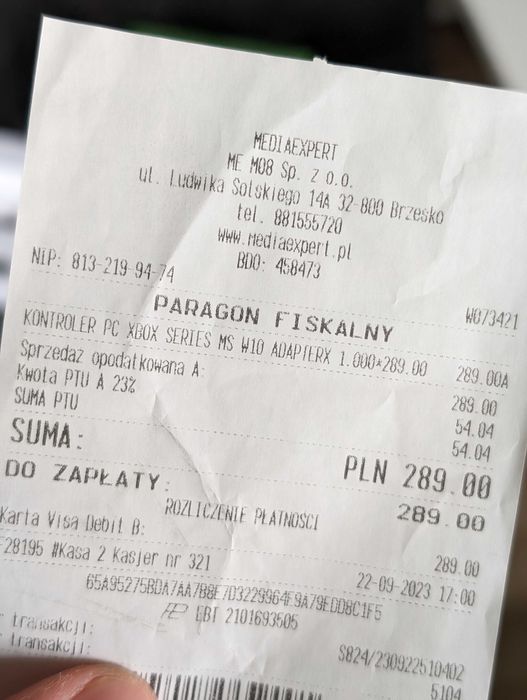 MEDIAEXPERT
ME M08 Sp. z o.o.
ul. Ludwika Solskiego 14A 32-800 Brzesko
tel. 881555720
www.mediaexpert.pl
BDO: 458473
NIP: 813-219-94-74
W073421
PARAGON FISKALNY
KONTROLER PC XBOX SERIES MS W10 ADAPTERX 1.000*289.00 289.00A
Sprzedaż opodatkowana A: 289.00
Kwota PTU A 23% 54.04
SUMA PTU 54.04
SUMA: PLN 289.00
DO ZAPŁATY: 289.00
ROZLICZENIE PŁATNOŚCI
Karta Visa Debit B: 289.00
28195 #Kasa 2 Kasjer nr 321 22-09-2023 17:00
65A95275BDA7AA7B8E7D3229964F9A79EDD8C1F5
EBI 2101693505
transakcji: S824/230922510402
transakcji: 5104